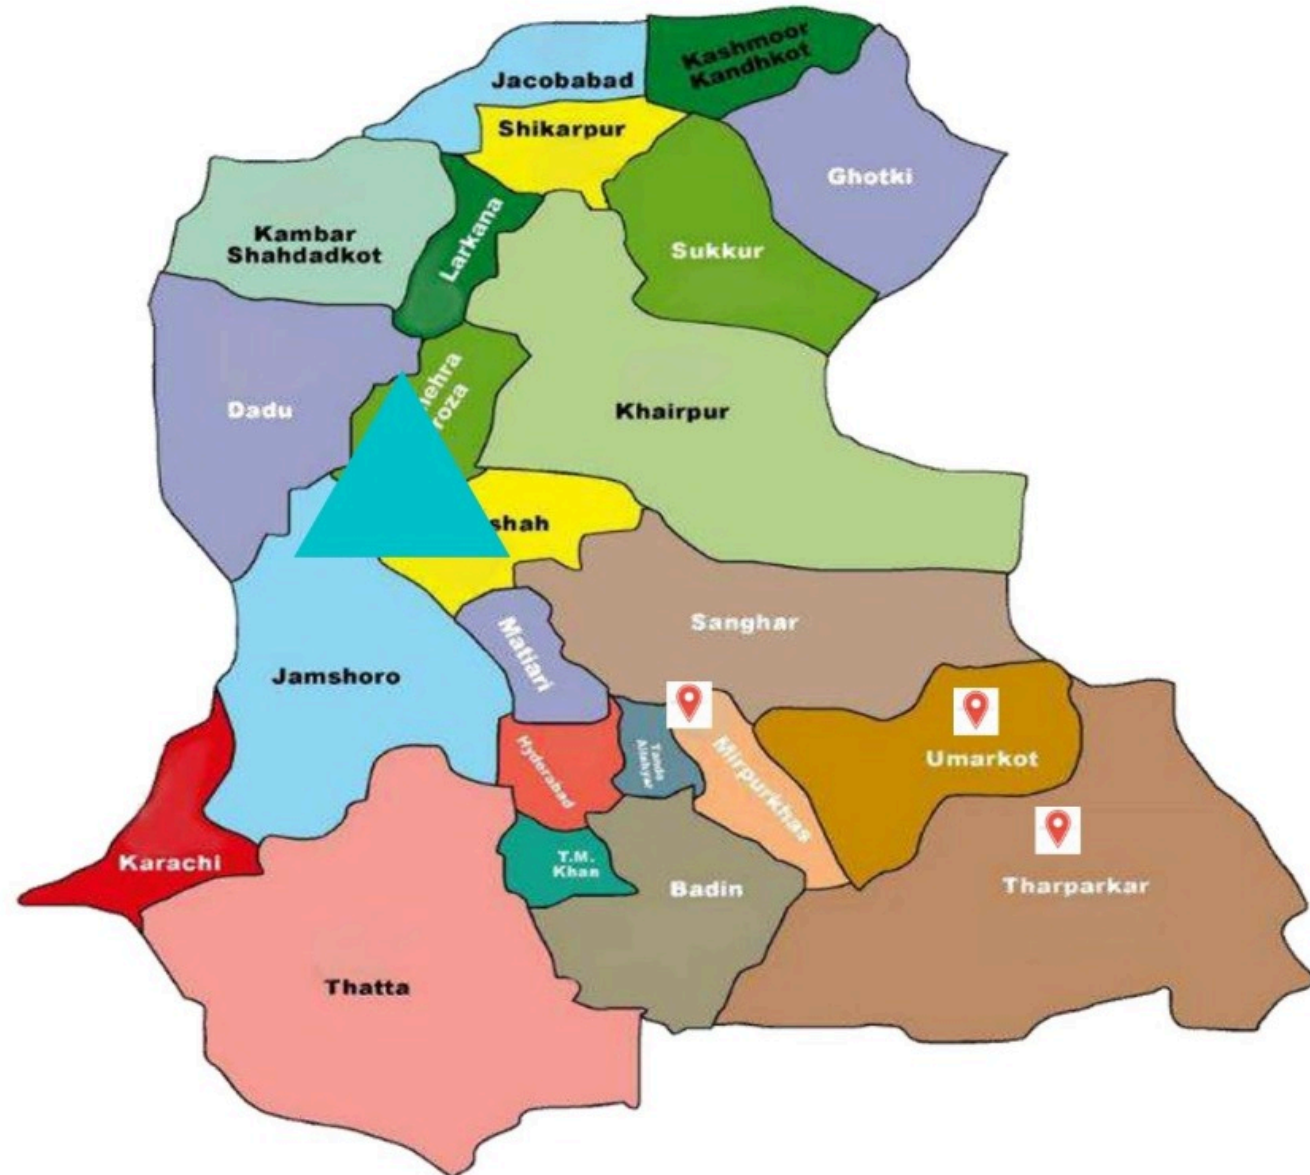 Kashmoor
Kandhkot
Jacobabad
Shikarpur
Ghotki
Kambar
Shahdadkot
Larkana
Sukkur
Dadu
Khairpur
Sanghar
Matiari
Jamshoro
Hyderabad
Tando
Allahyar
Mirpurkhas
Umarkot
Karachi
T.M.
Khan
Badin
Tharparkar
Thatta